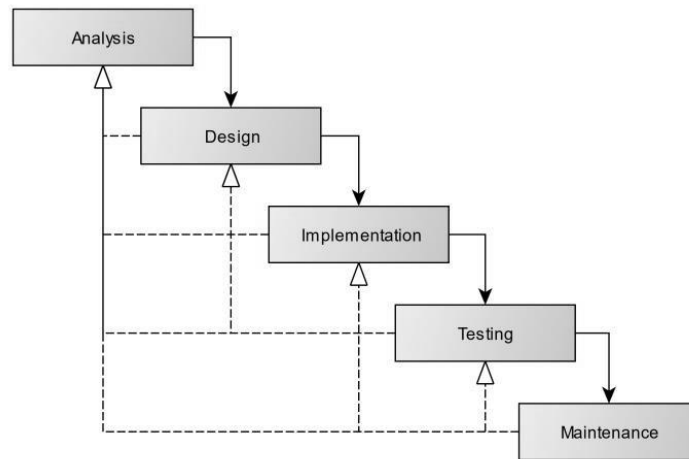 Analysis
Design
Implementation
Testing
Maintenance